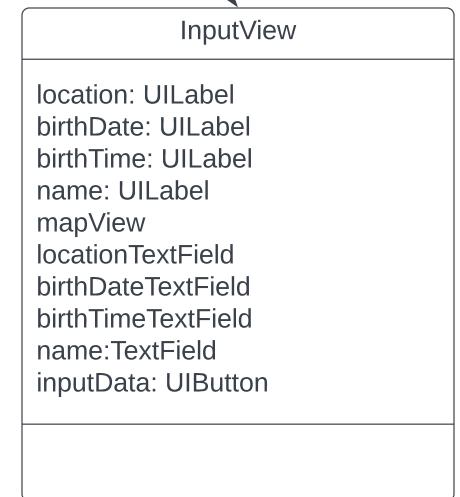 InputView
location: UILabel
birthDate: UILabel
birthTime: UILabel
name: UILabel
mapView
locationTextField
birthDateTextField
birthTimeTextField
name:TextField
inputData: UIButton